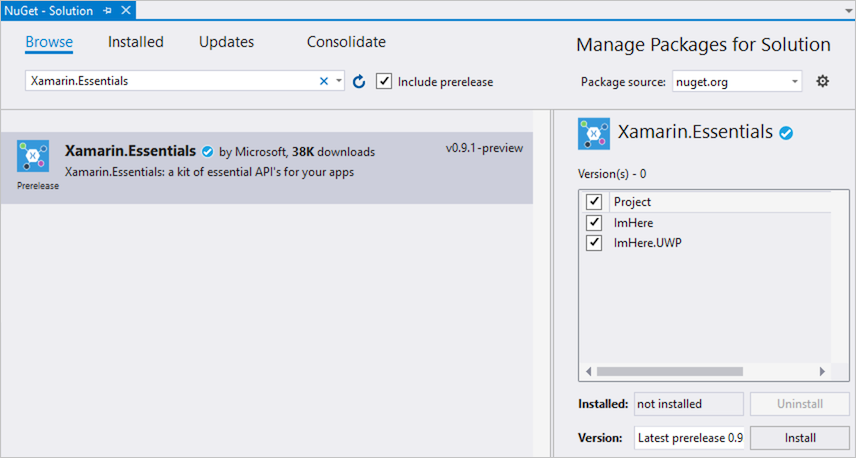 NuGet - Solution
Browse Installed Updates Consolidate
Manage Packages for Solution
Xamarin.Essentials
Include prerelease
Package source: nuget.org
Xamarin.Essentials by Microsoft, 38K downloads
v0.9.1-preview
Xamarin.Essentials: a kit of essential API's for your apps
Prerelease
Xamarin.Essentials
Version(s) - 0
Project
ImHere
ImHere.UWP
Installed: not installed Uninstall
Version: Latest prerelease 0.9 Install